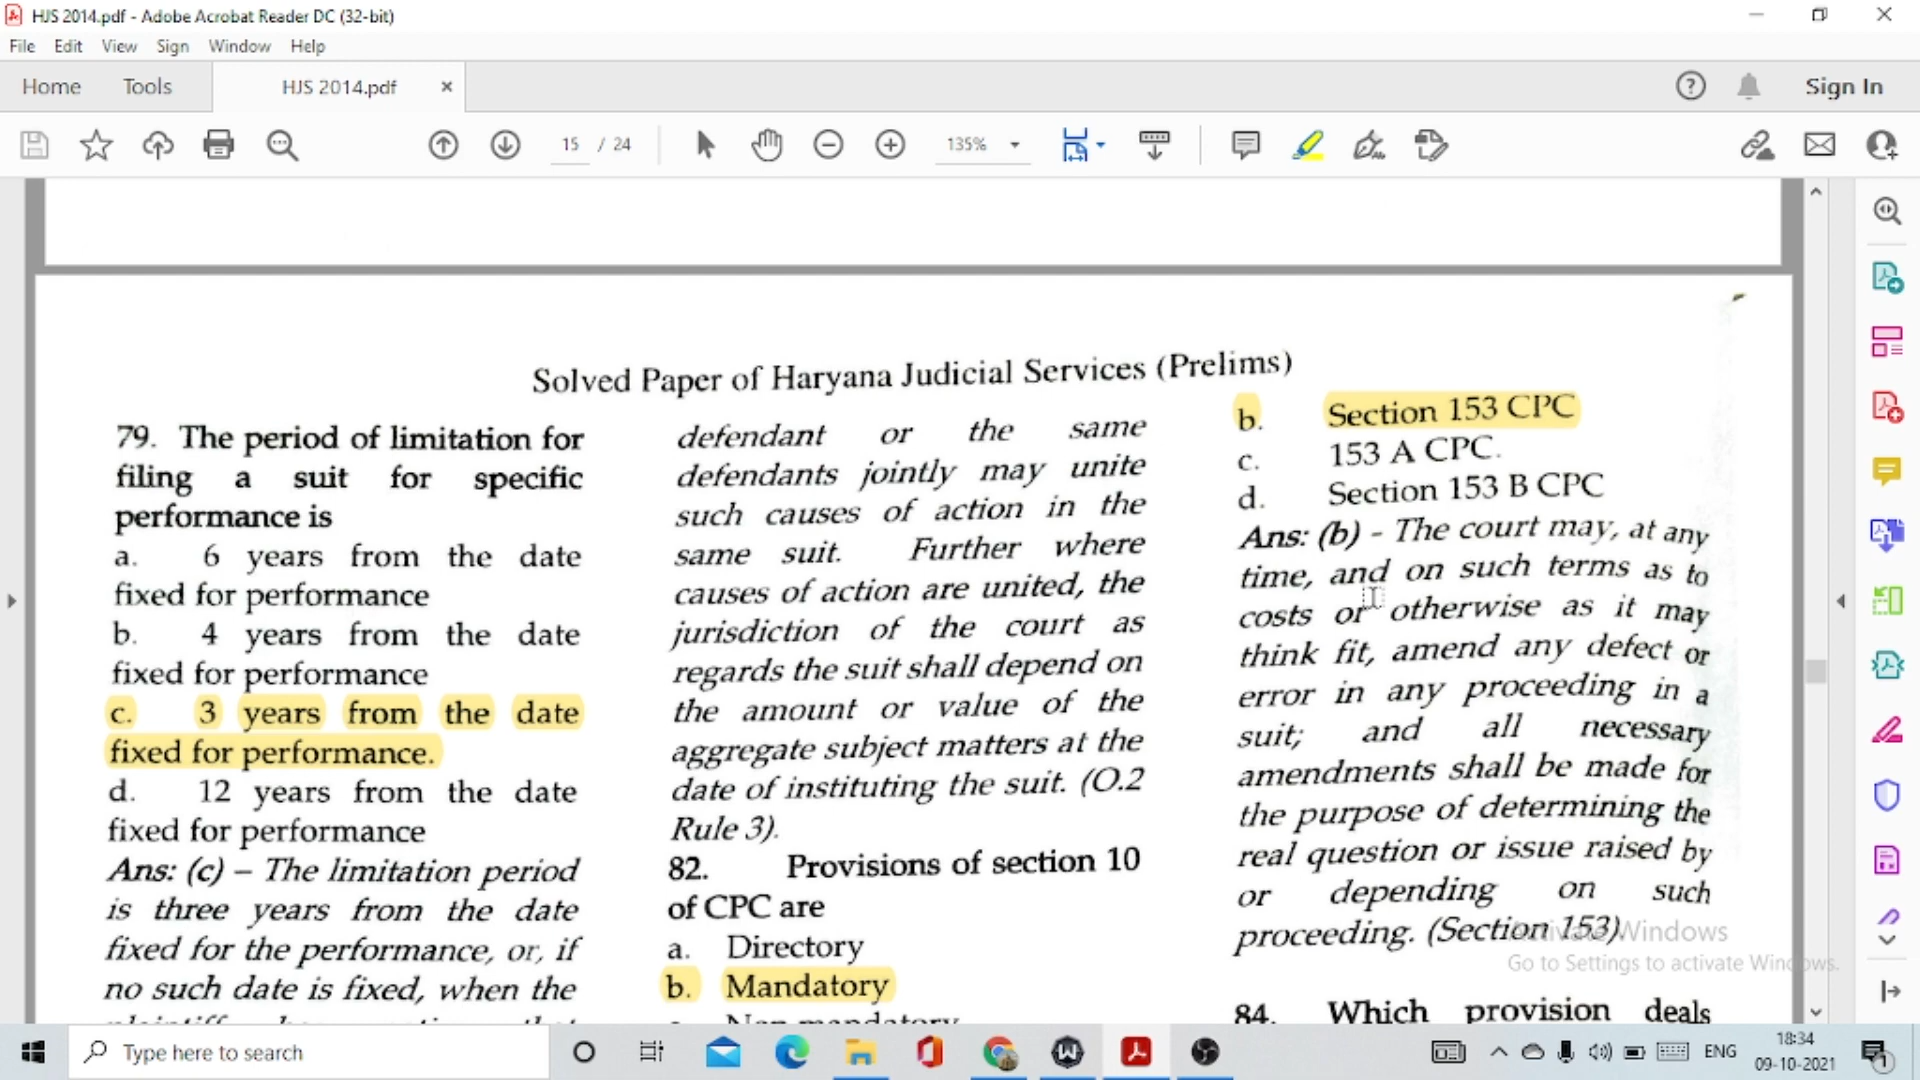 HJS 2014.pdf - Adobe Acrobat Reader DC (32-bit)
File Edit View Sign Window Help
Home Tools HJS 2014.pdf × Sign In
15 / 24 135%
Solved Paper of Haryana Judicial Services (Prelims)
79. The period of limitation for
filing a suit for specific
performance is
a. 6 years from the date
fixed for performance
b. 4 years from the date
fixed for performance
c. 3 years from the date
fixed for performance.
d. 12 years from the date
fixed for performance
Ans: (c) – The limitation period
is three years from the date
fixed for the performance, or, if
no such date is fixed, when the
defendant or the same
defendants jointly may unite
such causes of action in the
same suit. Further where
causes of action are united, the
jurisdiction of the court as
regards the suit shall depend on
the amount or value of the
aggregate subject matters at the
date of instituting the suit. (O.2
Rule 3).
82. Provisions of section 10
of CPC are
a. Directory
b. Mandatory
b. Section 153 CPC
c. 153 A CPC.
d. Section 153 B CPC
Ans: (b) - The court may, at any
time, and on such terms as to
costs or otherwise as it may
think fit, amend any defect or
error in any proceeding in a
suit; and all necessary
amendments shall be made for
the purpose of determining the
real question or issue raised by
or depending on such
proceeding. (Section 153)
84. Which provision deals
Activate Windows
Go to Settings to activate Windows.
Type here to search
ENG
18:34
09-10-2021
1